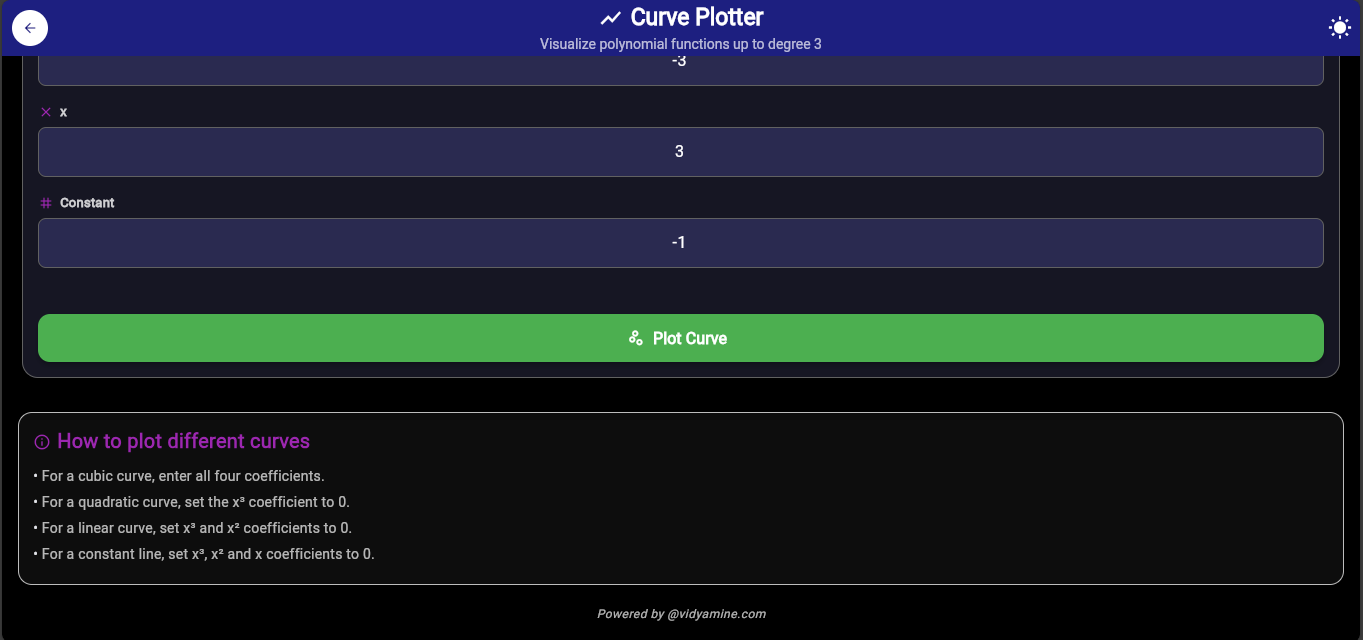 Curve Plotter
Visualize polynomial functions up to degree 3
-3
x
3
Constant
-1
Plot Curve
How to plot different curves
• For a cubic curve, enter all four coefficients.
• For a quadratic curve, set the x³ coefficient to 0.
• For a linear curve, set x³ and x² coefficients to 0.
• For a constant line, set x³, x² and x coefficients to 0.
Powered by @vidyamine.com